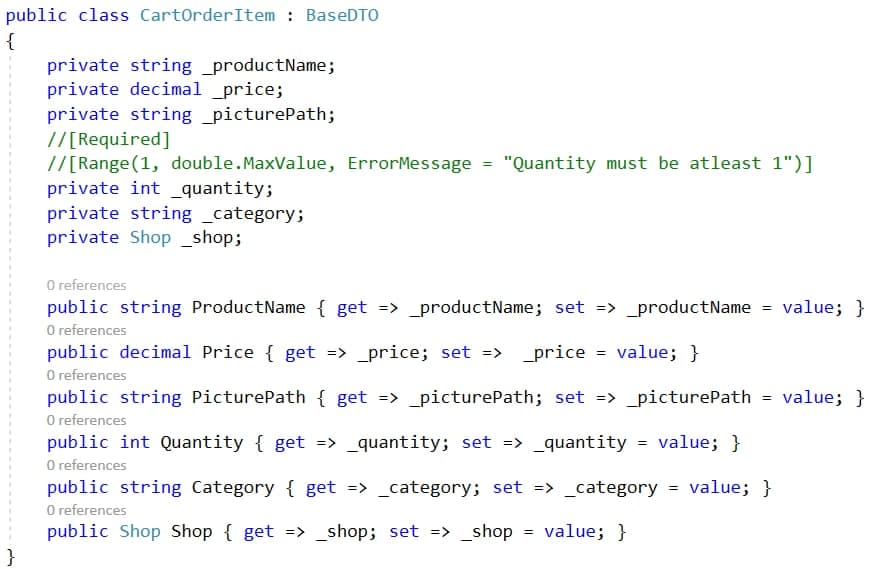 public class CartOrderItem : BaseDTO
{
private string _productName;
private decimal _price;
private string _picturePath;
//[Required]
//[Range(1, double.MaxValue, ErrorMessage = "Quantity must be atleast 1")]
private int _quantity;
private string _category;
private Shop _shop;
0 references
public string ProductName { get => _productName; set => _productName = value; }
0 references
public decimal Price { get => _price; set =>  _price = value; }
0 references
public string PicturePath { get => _picturePath; set => _picturePath = value; }
0 references
public int Quantity { get => _quantity; set => _quantity = value; }
0 references
public string Category { get => _category; set => _category = value; }
0 references
public Shop Shop { get => _shop; set => _shop = value; }
}